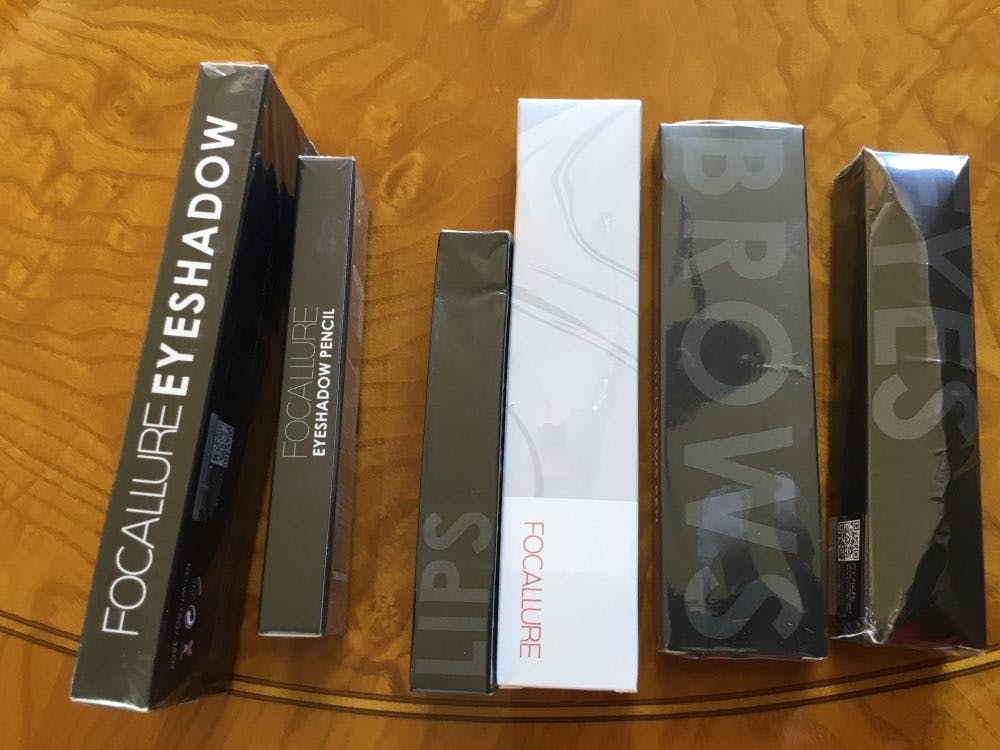 FOCALLURE EYESHADOW
FOCALLURE
EYESHADOW PENCIL
LIPS
FOCALLURE
BROWS
EYES